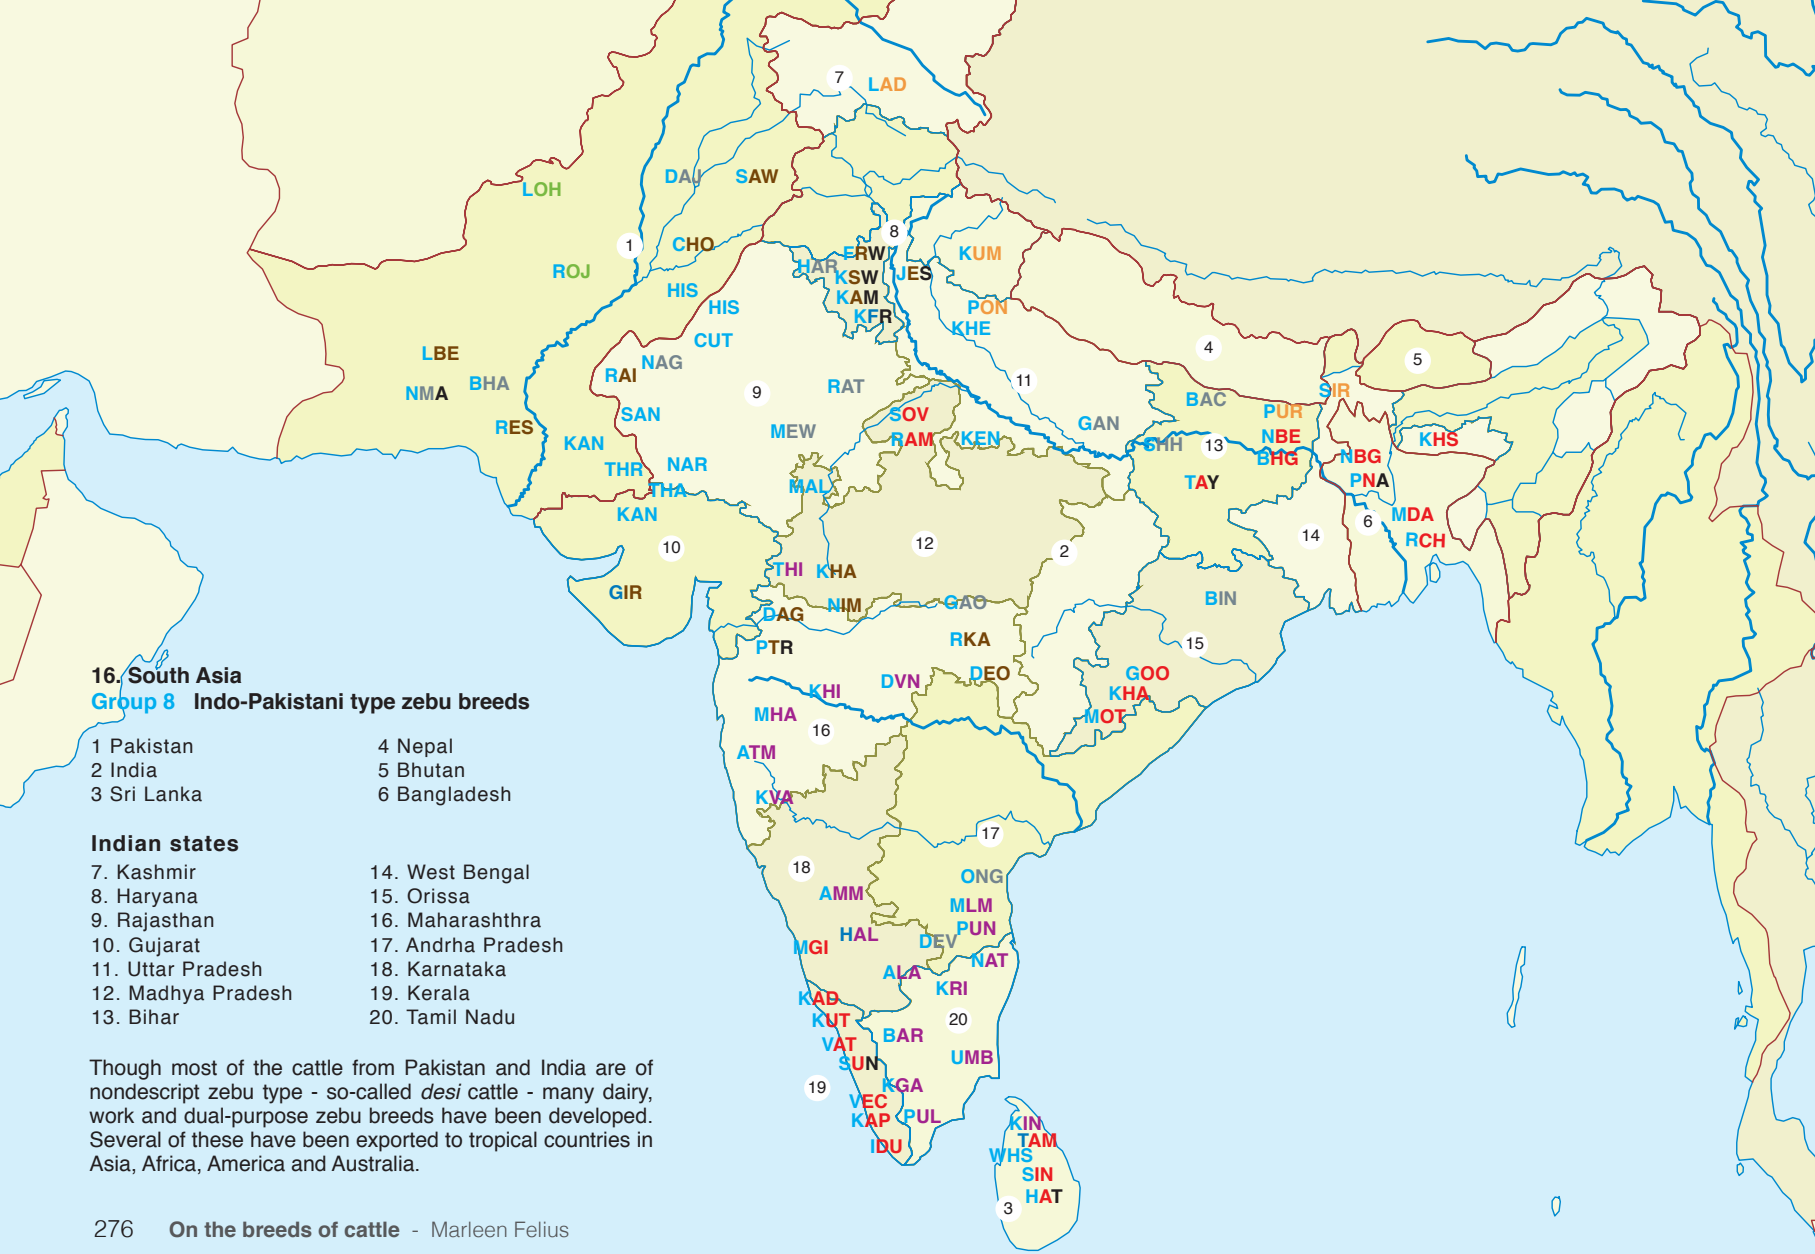 7
LAD
LOH
DAJ
SAW
1
CHO
8
FRW
HAR
KSW
JES
KUM
ROJ
HIS
KAM
HIS
PON
KFR
KHE
CUT
4
LBE
NAG
5
RAI
NMA
BHA
9
RAT
11
SIR
BAC
PUR
SAN
SOV
RES
MEW
GAN
KAN
RAM
KEN
SHH
13
NBE
KHS
THR
NAR
BHG
NBG
THA
MAL
TAY
PNA
KAN
6
MDA
10
12
2
14
RCH
THI
KHA
GIR
NIM
GAO
BIN
DAG
PTR
RKA
15
DVN
DEO
GOO
KHI
KHA
MHA
MOT
16
ATM
KVA
17
18
ONG
AMM
MLM
PUN
HAL
DEV
MGI
NAT
ALA
KRI
KAD
KUT
20
BAR
VAT
SUN
UMB
19
KGA
VEC
KAP
PUL
KIN
IDU
TAM
WHS
SIN
HAT
3
16. South Asia
Group 8 Indo-Pakistani type zebu breeds
1 Pakistan 4 Nepal
2 India 5 Bhutan
3 Sri Lanka 6 Bangladesh
Indian states
7. Kashmir 14. West Bengal
8. Haryana 15. Orissa
9. Rajasthan 16. Maharashthra
10. Gujarat 17. Andrha Pradesh
11. Uttar Pradesh 18. Karnataka
12. Madhya Pradesh 19. Kerala
13. Bihar 20. Tamil Nadu
Though most of the cattle from Pakistan and India are of
nondescript zebu type - so-called desi cattle - many dairy,
work and dual-purpose zebu breeds have been developed.
Several of these have been exported to tropical countries in
Asia, Africa, America and Australia.
276 On the breeds of cattle - Marleen Felius